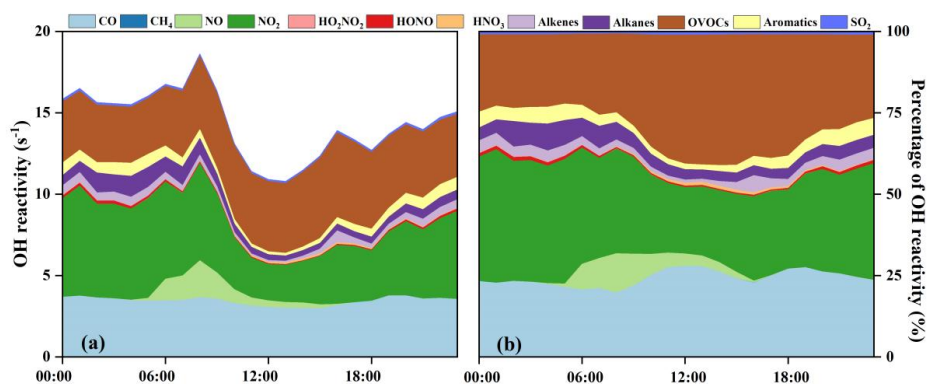 CO CH₄ NO NO₂ HO₂NO₂ HONO HNO₃ Alkenes Alkanes OVOCs Aromatics SO₂
20
15
10
5
0
OH reactivity (s⁻¹)
(a)
00:00 06:00 12:00 18:00
100
75
50
25
0
Percentage of OH reactivity (%)
(b)
00:00 06:00 12:00 18:00